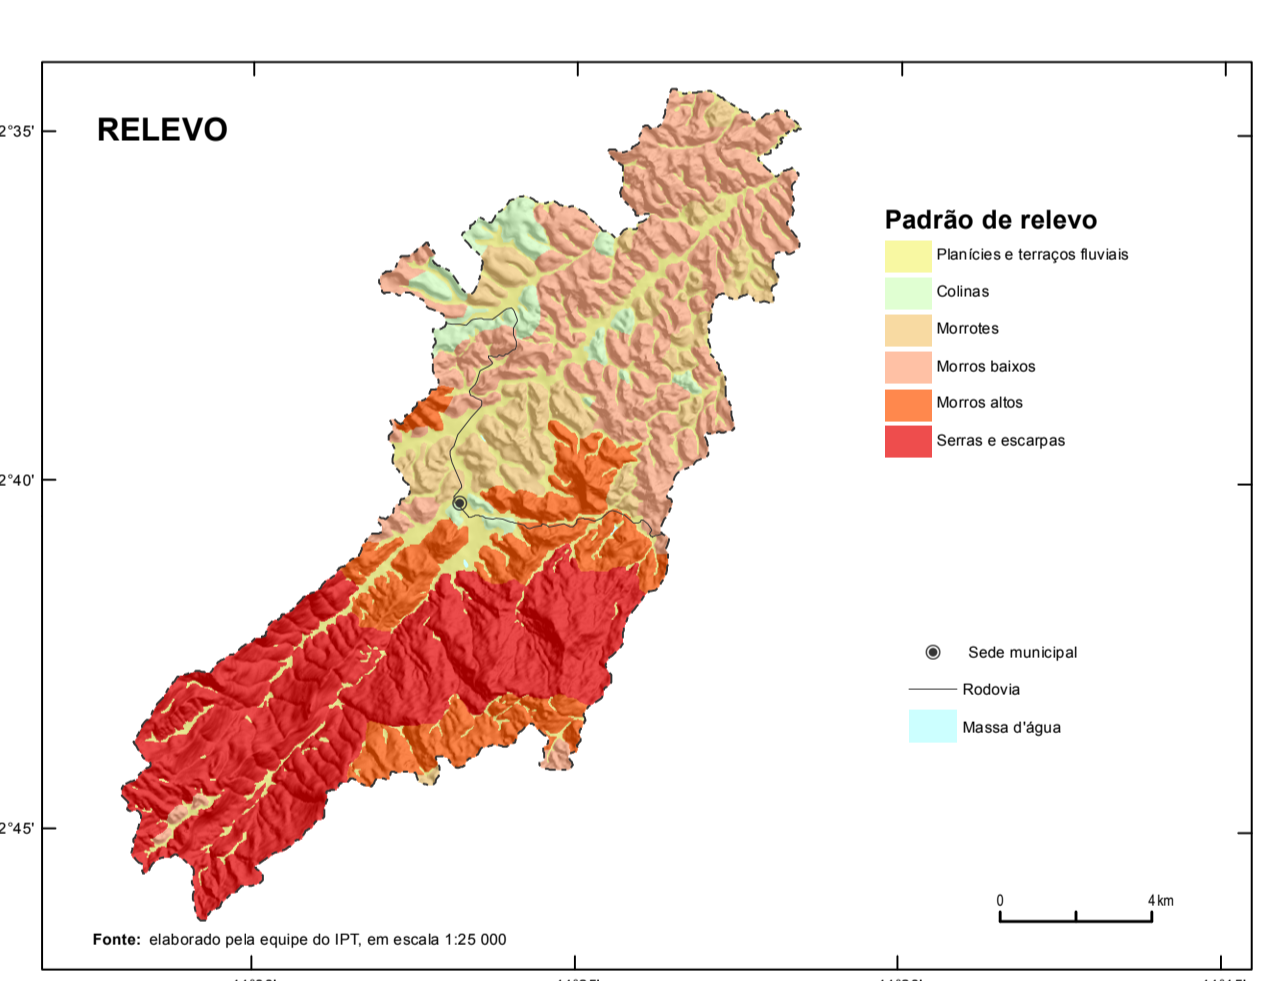 RELEVO
2°35'
2°40'
2°45'
Padrão de relevo
Planícies e terraços fluviais
Colinas
Morrotes
Morros baixos
Morros altos
Serras e escarpas
Sede municipal
Rodovia
Massa d'água
0 4 km
Fonte: elaborado pela equipe do IPT, em escala 1:25 000